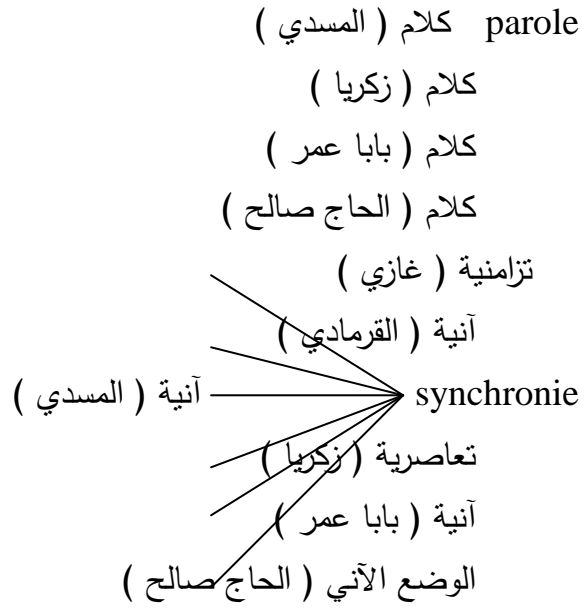 parole كلام ( المسدي )
كلام ( زكريا )
كلام ( بابا عمر )
كلام ( الحاج صالح )
تزامنية ( غازي )
آنية ( القرمادي )
synchronie آنية ( المسدي )
تعاصرية ( زكريا )
آنية ( بابا عمر )
الوضع الآني ( الحاج صالح )